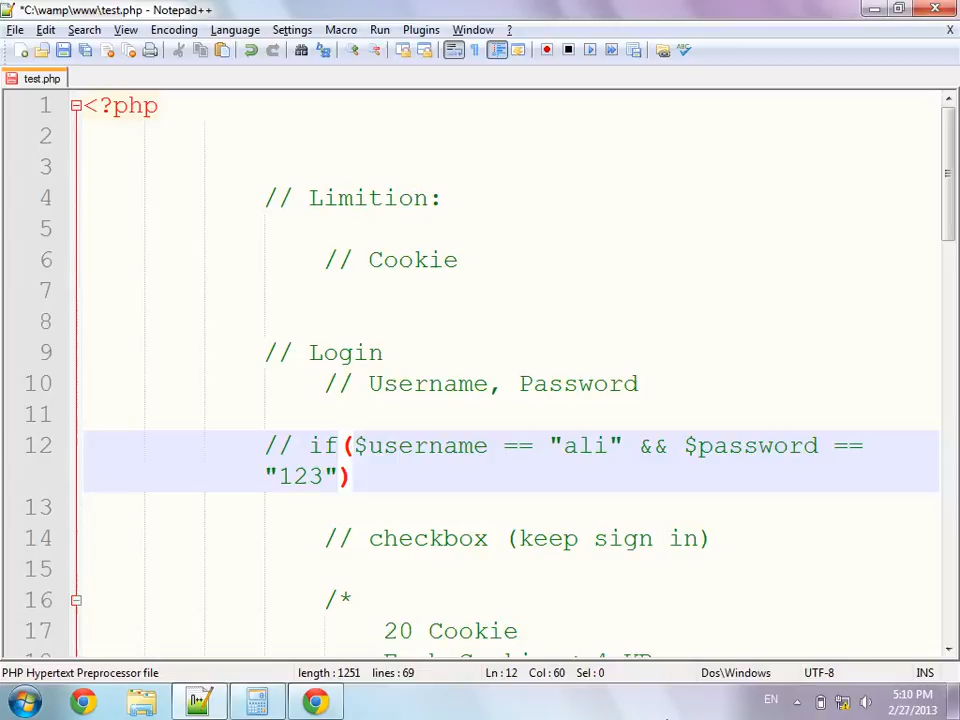 *C:\wamp\www\test.php - Notepad++
File Edit Search View Encoding Language Settings Macro Run Plugins Window ? X
test.php
1 <?php
2
3
4 // Limition:
5
6 // Cookie
7
8
9 // Login
10 // Username, Password
11
12 // if($username == "ali" && $password ==
"123")
13
14 // checkbox (keep sign in)
15
16 /*
17 20 Cookie
PHP Hypertext Preprocessor file length : 1251 lines : 69 Ln : 12 Col : 60 Sel : 0 Dos\Windows UTF-8 INS
EN 5:10 PM
2/27/2013